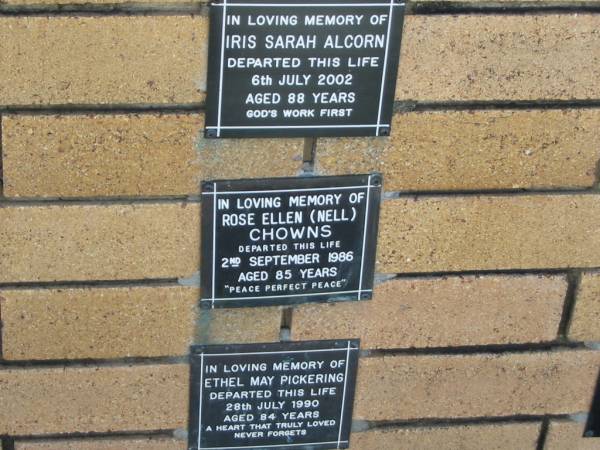 IN LOVING MEMORY OF
IRIS SARAH ALCORN
DEPARTED THIS LIFE
6th JULY 2002
AGED 88 YEARS
GOD'S WORK FIRST
IN LOVING MEMORY OF
ROSE ELLEN (NELL)
CHOWNS
DEPARTED THIS LIFE
2ND SEPTEMBER 1986
AGED 85 YEARS
"PEACE PERFECT PEACE"
IN LOVING MEMORY OF
ETHEL MAY PICKERING
DEPARTED THIS LIFE
28th JULY 1990
AGED 84 YEARS
A HEART THAT TRULY LOVED
NEVER FORGETS